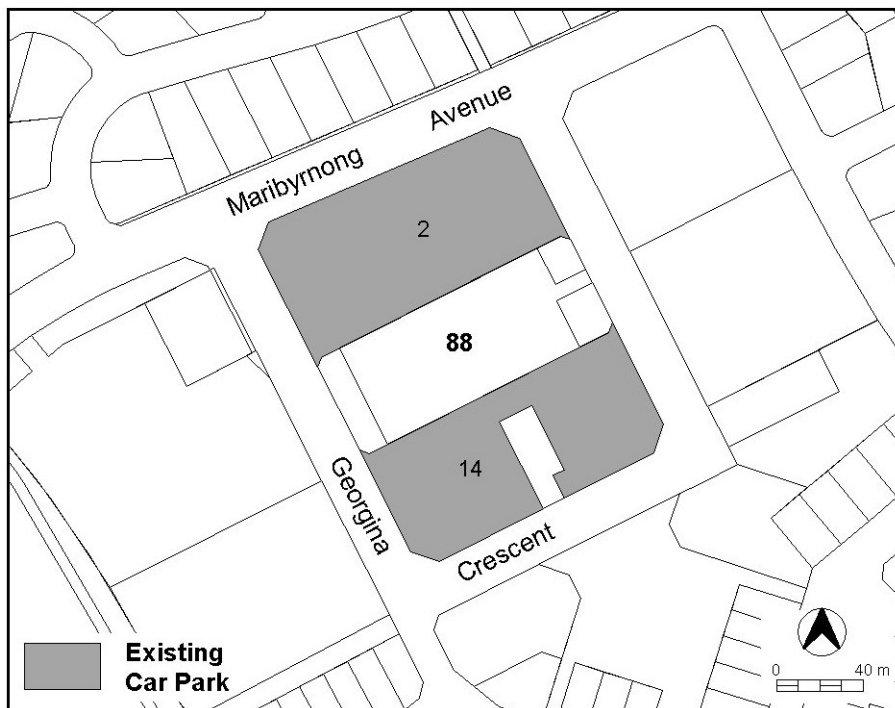 Maribyrnong Avenue
2
88
14
Georgina
Crescent
Existing
Car Park
0 40 m